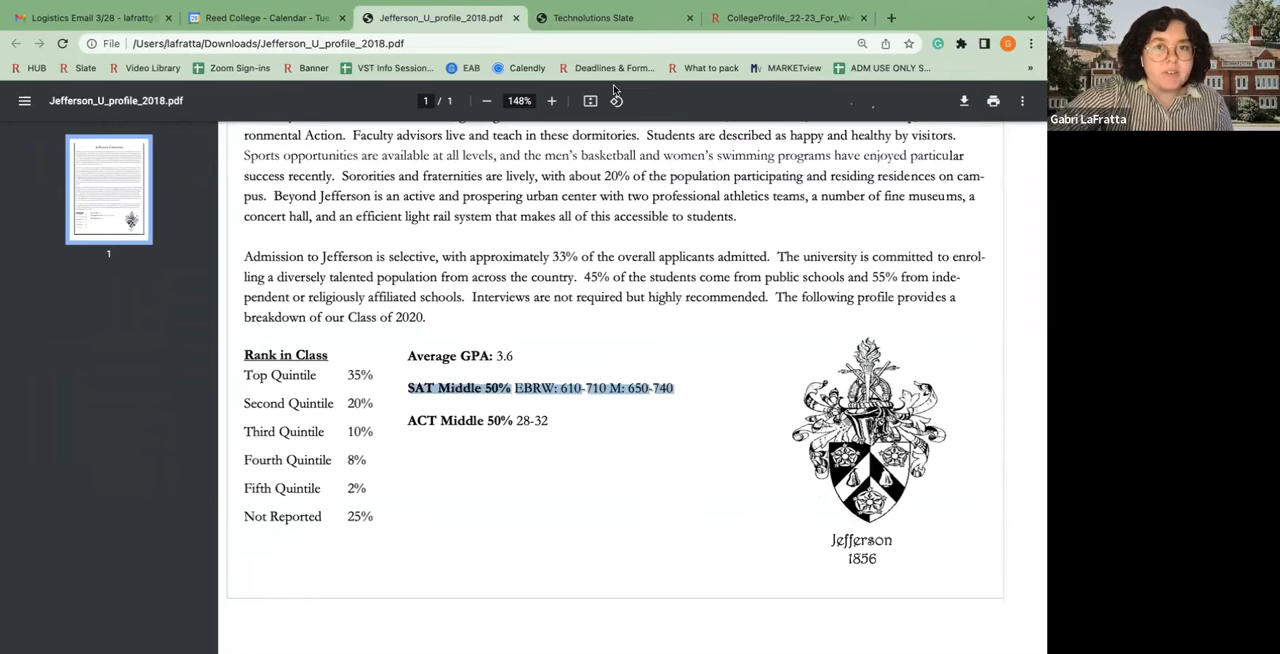 Logistics Email 3/28 - lafrattg@
Reed College - Calendar - Tue
Jefferson_U_profile_2018.pdf
Technolutions Slate
CollegeProfile_22-23_For_We
File
/Users/lafratta/Downloads/Jefferson_U_profile_2018.pdf
HUB
Slate
Video Library
Zoom Sign-ins
Banner
VST Info Session...
EAB
Calendly
Deadlines & Form...
What to pack
MARKETview
ADM USE ONLY S...
»
Jefferson_U_profile_2018.pdf
1 / 1
148%
Gabri LaFratta
1
ronmental Action. Faculty advisors live and teach in these dormitories. Students are described as happy and healthy by visitors.
Sports opportunities are available at all levels, and the men's basketball and women's swimming programs have enjoyed particular
success recently. Sororities and fraternities are lively, with about 20% of the population participating and residing residences on cam-
pus. Beyond Jefferson is an active and prospering urban center with two professional athletics teams, a number of fine museums, a
concert hall, and an efficient light rail system that makes all of this accessible to students.
Admission to Jefferson is selective, with approximately 33% of the overall applicants admitted. The university is committed to enrol-
ling a diversely talented population from across the country. 45% of the students come from public schools and 55% from inde-
pendent or religiously affiliated schools. Interviews are not required but highly recommended. The following profile provides a
breakdown of our Class of 2020.
Rank in Class
Top Quintile 35%
Second Quintile 20%
Third Quintile 10%
Fourth Quintile 8%
Fifth Quintile 2%
Not Reported 25%
Average GPA: 3.6
SAT Middle 50% EBRW: 610-710 M: 650-740
ACT Middle 50% 28-32
Jefferson
1856